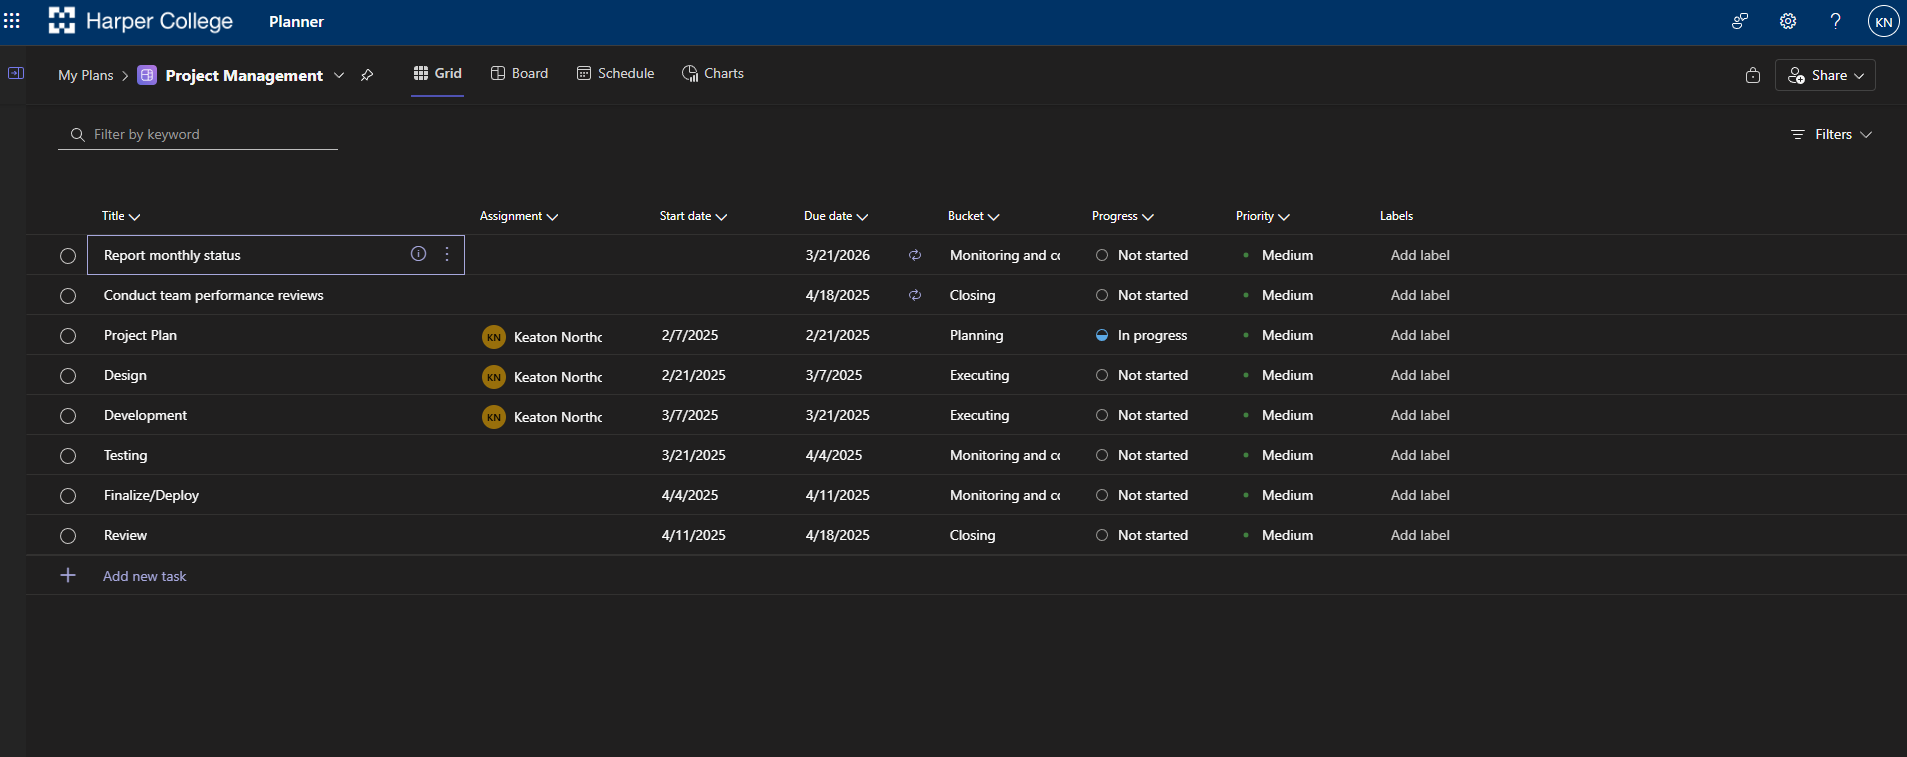 Harper College Planner KN
My Plans > Project Management Grid Board Schedule Charts Share
Filter by keyword Filters
Title Assignment Start date Due date Bucket Progress Priority Labels
Report monthly status 3/21/2026 Monitoring and co Not started Medium Add label
Conduct team performance reviews 4/18/2025 Closing Not started Medium Add label
Project Plan KN Keaton Northc 2/7/2025 2/21/2025 Planning In progress Medium Add label
Design KN Keaton Northc 2/21/2025 3/7/2025 Executing Not started Medium Add label
Development KN Keaton Northc 3/7/2025 3/21/2025 Executing Not started Medium Add label
Testing 3/21/2025 4/4/2025 Monitoring and co Not started Medium Add label
Finalize/Deploy 4/4/2025 4/11/2025 Monitoring and co Not started Medium Add label
Review 4/11/2025 4/18/2025 Closing Not started Medium Add label
Add new task